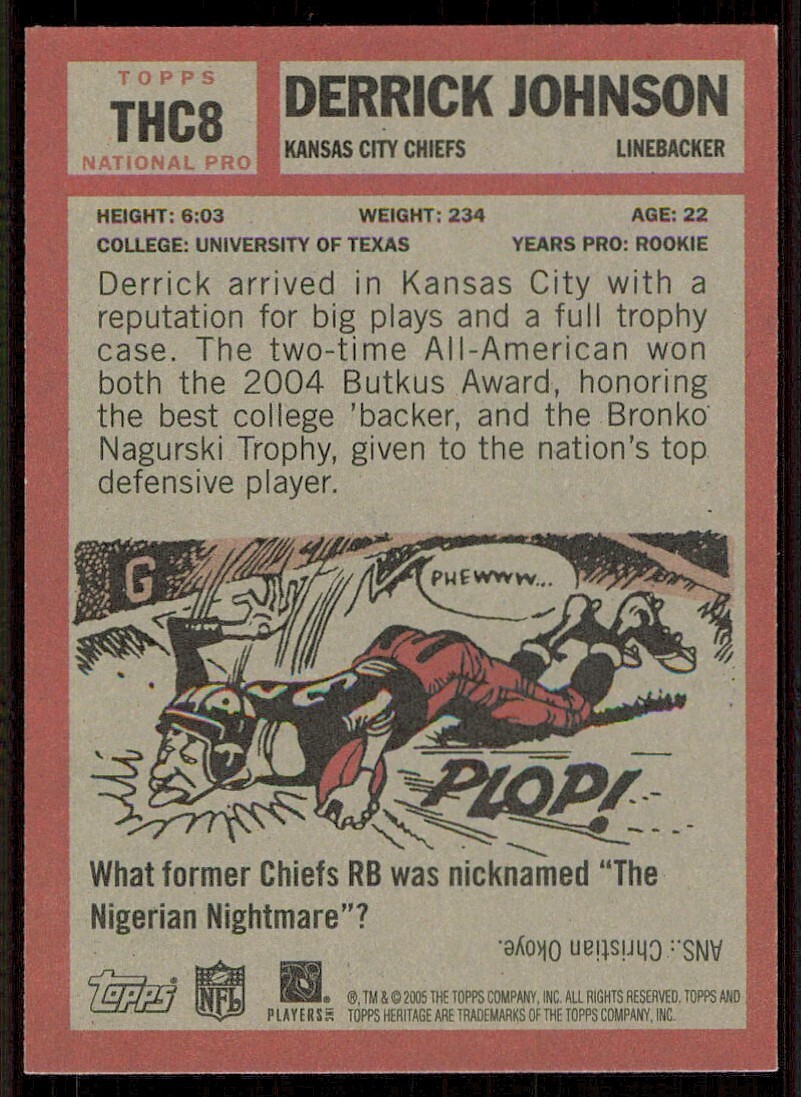 TOPPS
THC8
NATIONAL PRO
DERRICK JOHNSON
KANSAS CITY CHIEFS LINEBACKER
HEIGHT: 6:03 WEIGHT: 234 AGE: 22
COLLEGE: UNIVERSITY OF TEXAS YEARS PRO: ROOKIE
Derrick arrived in Kansas City with a
reputation for big plays and a full trophy
case. The two-time All-American won
both the 2004 Butkus Award, honoring
the best college 'backer, and the Bronko
Nagurski Trophy, given to the nation's top
defensive player.
G
PHEWWW...
PLOP!
What former Chiefs RB was nicknamed “The
Nigerian Nightmare”?
ANS.: Christian Okoye.
Topps®
NFL
PLAYERS INC
®, TM & © 2005 THE TOPPS COMPANY, INC. ALL RIGHTS RESERVED. TOPPS AND
TOPPS HERITAGE ARE TRADEMARKS OF THE TOPPS COMPANY, INC.